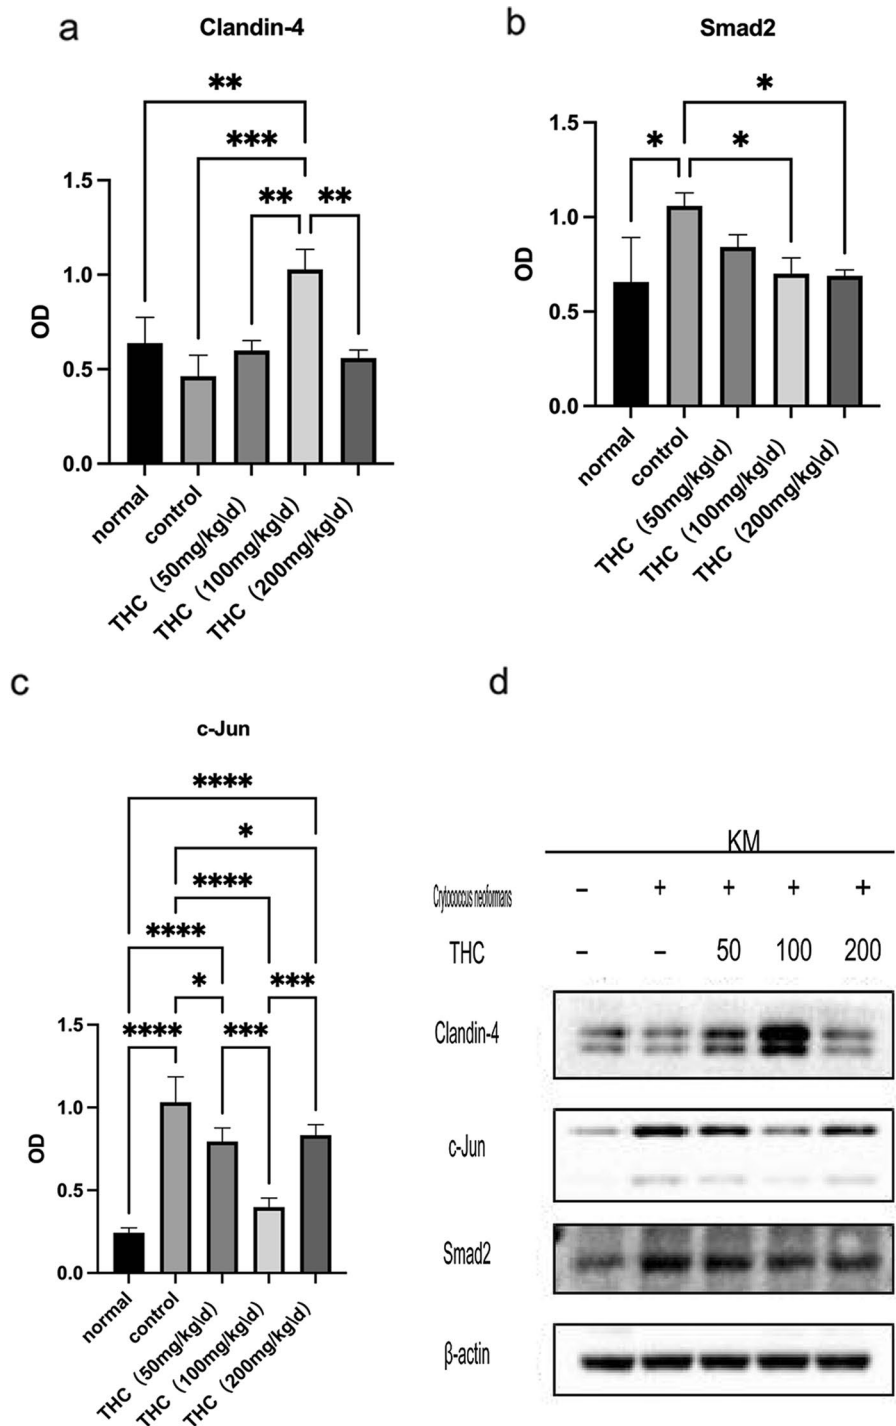 a
Clandin-4
**
***
** **
1.5
1.0
0.5
0.0
OD
normal
control
THC (50mg/kg\d)
THC (100mg/kg\d)
THC (200mg/kg\d)
b
Smad2
*
* *
1.5
1.0
0.5
0.0
OD
normal
control
THC (50mg/kg\d)
THC (100mg/kg\d)
THC (200mg/kg\d)
c
c-Jun
****
*
****
****
* ***
**** ***
1.5
1.0
0.5
0.0
OD
normal
control
THC (50mg/kg\d)
THC (100mg/kg\d)
THC (200mg/kg\d)
d
KM
Crytococcus neoformans – + + + +
THC – – 50 100 200
Clandin-4
c-Jun
Smad2
β-actin